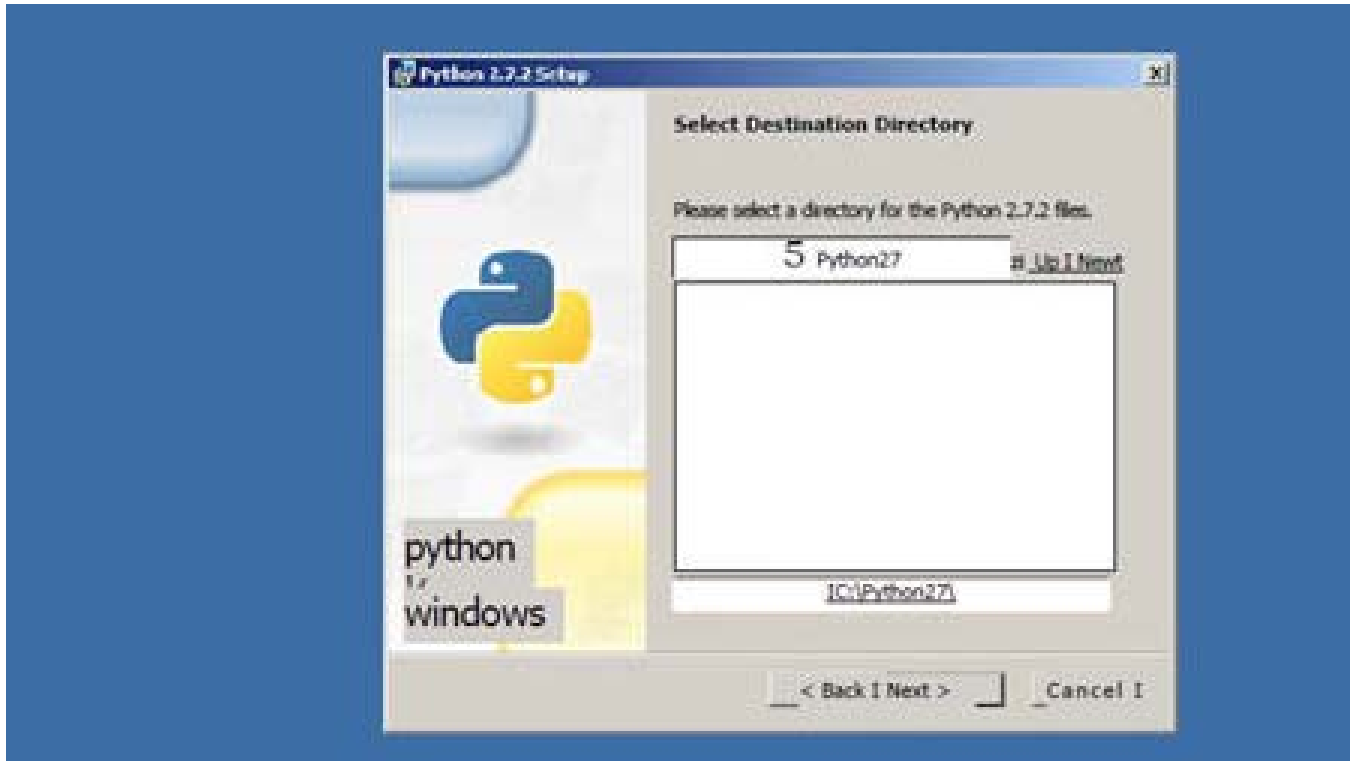 Python 2.7.2 Setup
Select Destination Directory
Please select a directory for the Python 2.7.2 files.
5 Python27
Up I Newt
IC:\Python27\
python
windows
< Back I Next >
Cancel I